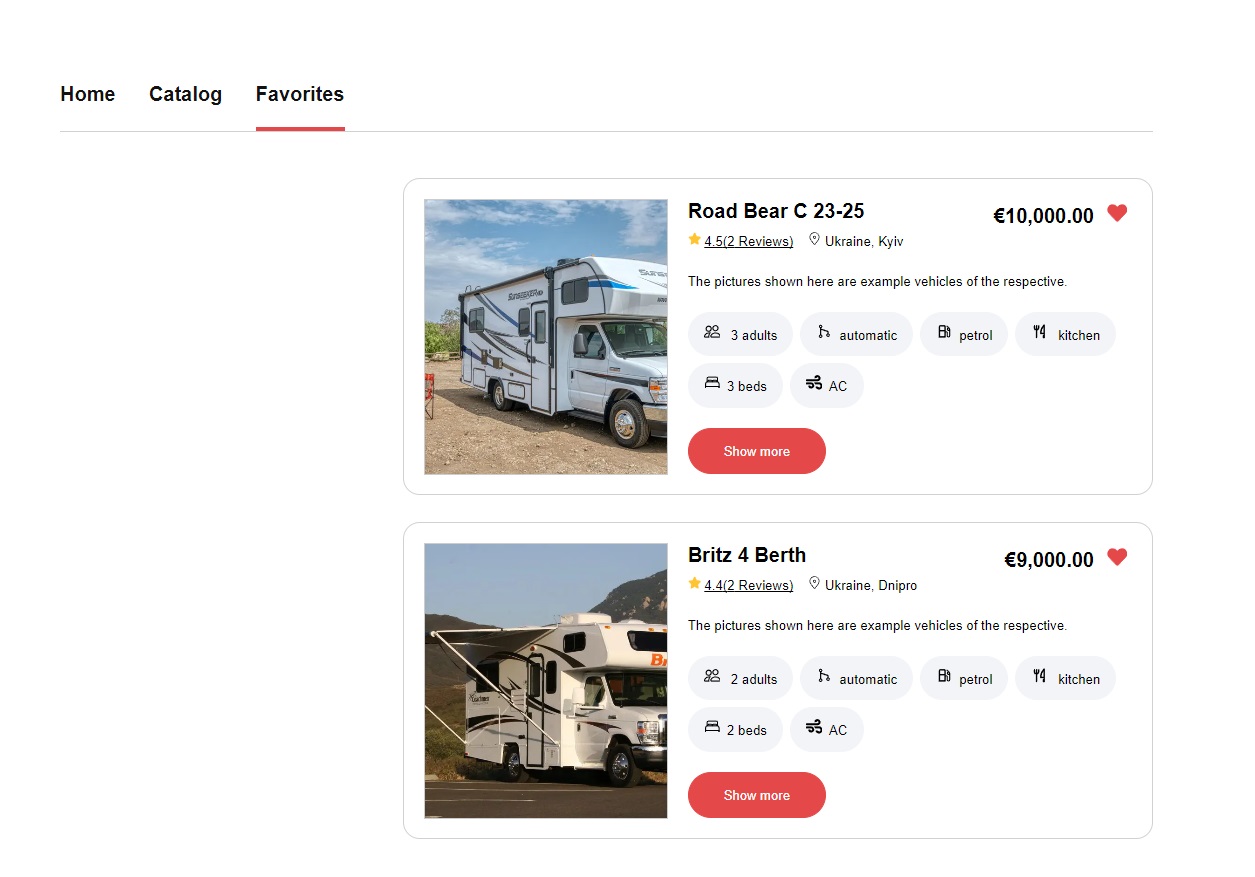 Home Catalog Favorites
SUNSEEKER
Road Bear C 23-25
€10,000.00
4.5(2 Reviews) Ukraine, Kyiv
The pictures shown here are example vehicles of the respective.
3 adults automatic petrol kitchen
3 beds AC
Show more
Britz 4 Berth
€9,000.00
4.4(2 Reviews) Ukraine, Dnipro
The pictures shown here are example vehicles of the respective.
2 adults automatic petrol kitchen
2 beds AC
Show more